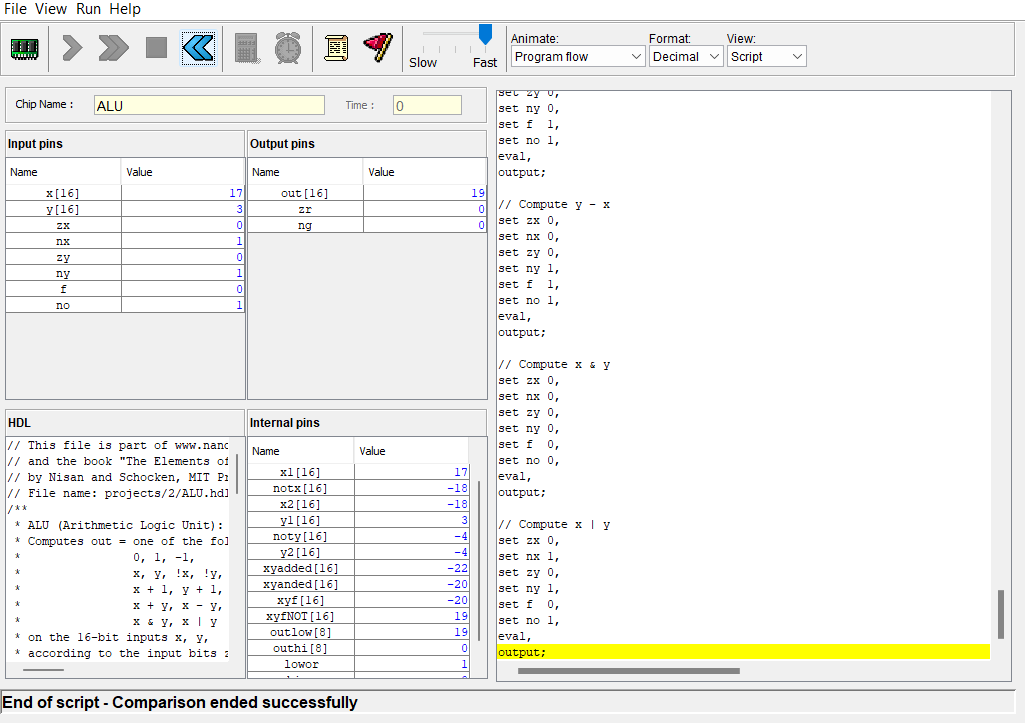 File View Run Help
Slow Fast
Animate:
Program flow
Format:
Decimal
View:
Script
Chip Name :
ALU
Time :
0
Input pins
Name Value
x[16] 17
y[16] 3
zx 0
nx 1
zy 0
ny 1
f 0
no 1
Output pins
Name Value
out[16] 19
zr 0
ng 0
HDL
// This file is part of www.nanc
// and the book "The Elements of
// by Nisan and Schocken, MIT Pr
// File name: projects/2/ALU.hdl
/**
* ALU (Arithmetic Logic Unit):
* Computes out = one of the fol
* 0, 1, -1,
* x, y, !x, !y,
* x + 1, y + 1,
* x + y, x - y,
* x & y, x | y
* on the 16-bit inputs x, y,
* according to the input bits z
Internal pins
Name Value
x1[16] 17
notx[16] -18
x2[16] -18
y1[16] 3
noty[16] -4
y2[16] -4
xyadded[16] -22
xyanded[16] -20
xyf[16] -20
xyfNOT[16] 19
outlow[8] 19
outhi[8] 0
lowor 1
set zy 0,
set ny 0,
set f  1,
set no 1,
eval,
output;
// Compute y - x
set zx 0,
set nx 0,
set zy 0,
set ny 1,
set f  1,
set no 1,
eval,
output;
// Compute x & y
set zx 0,
set nx 0,
set zy 0,
set ny 0,
set f  0,
set no 0,
eval,
output;
// Compute x | y
set zx 0,
set nx 1,
set zy 0,
set ny 1,
set f  0,
set no 1,
eval,
output;
End of script - Comparison ended successfully